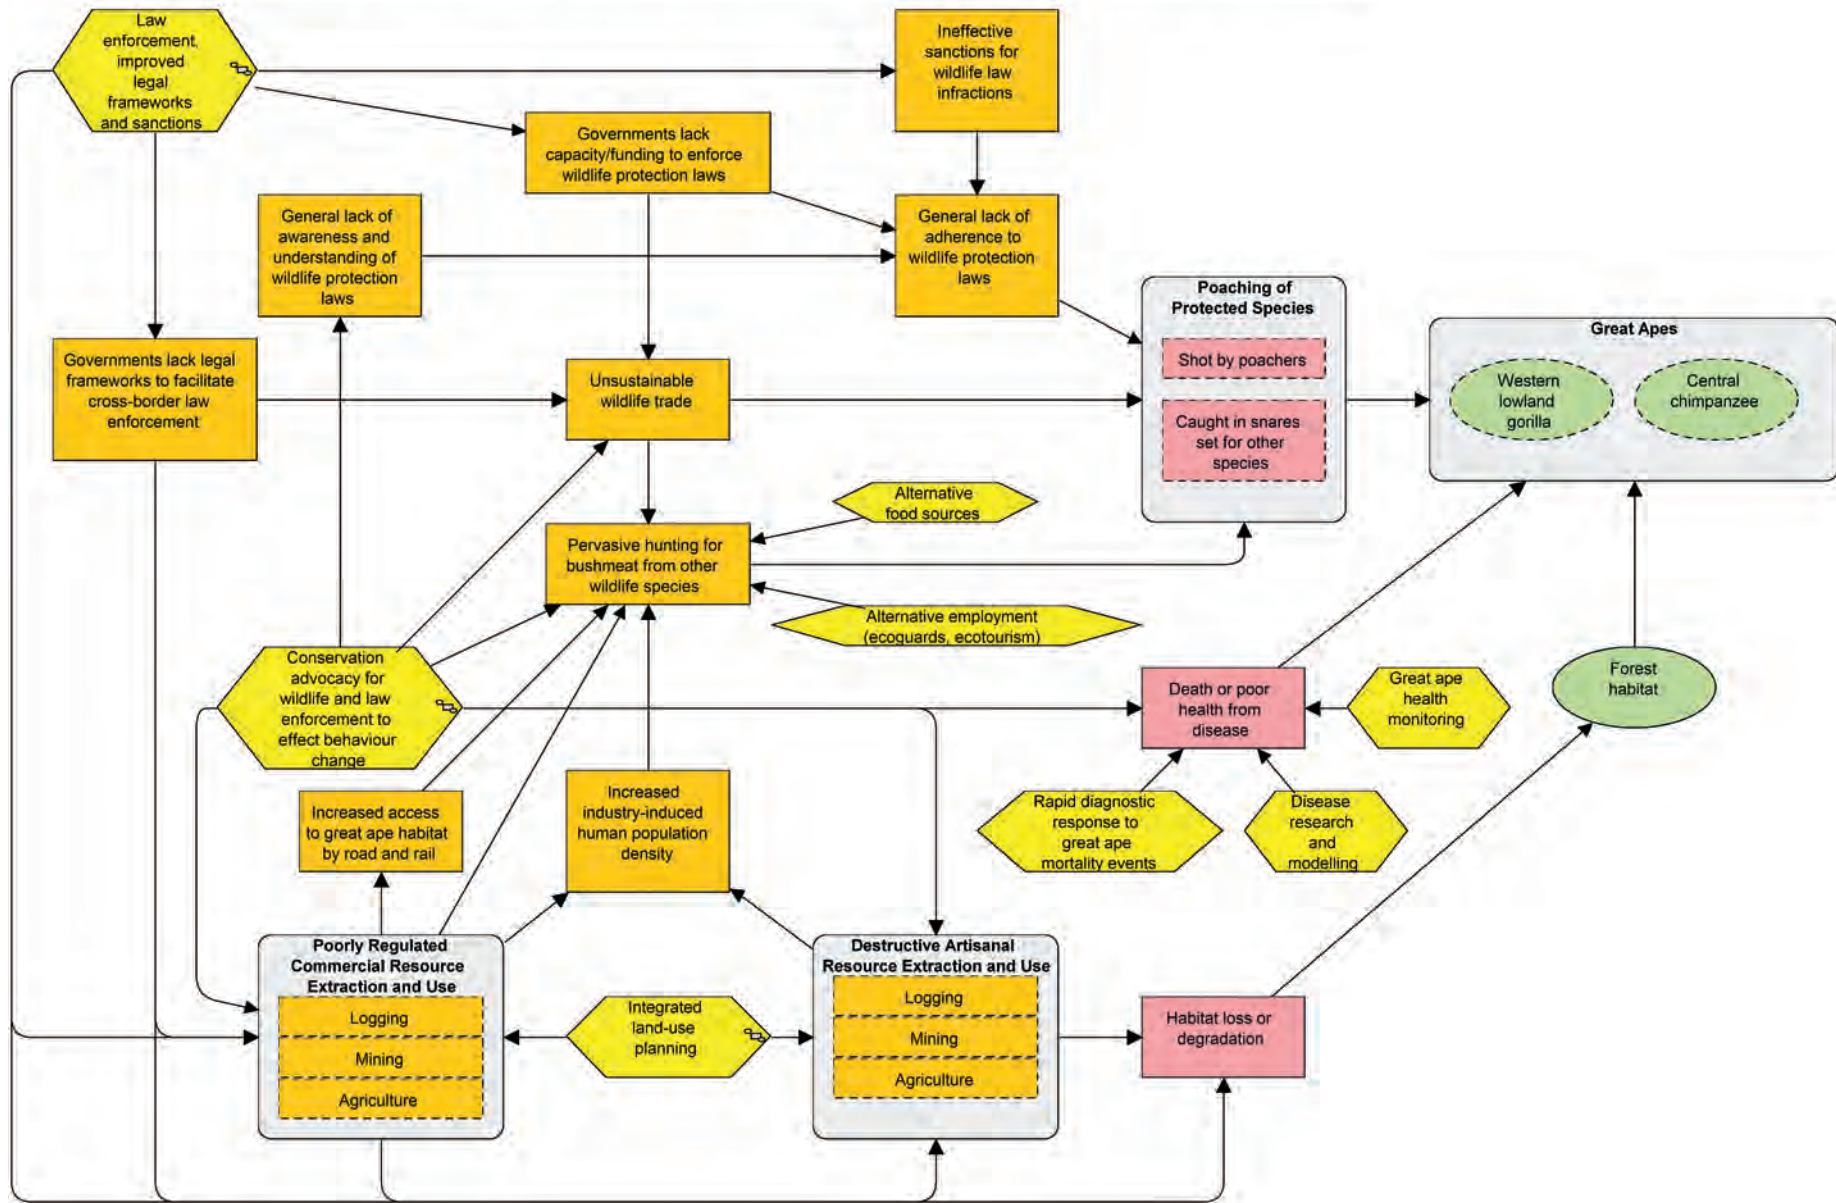 Law
enforcement,
improved
legal
frameworks
and sanctions
Ineffective
sanctions for
wildlife law
infractions
Governments lack
capacity/funding to enforce
wildlife protection laws
General lack of
awareness and
understanding of
wildlife protection
laws
General lack of
adherence to
wildlife protection
laws
Poaching of
Protected Species
Shot by poachers
Caught in snares
set for other
species
Great Apes
Western
lowland
gorilla
Central
chimpanzee
Governments lack legal
frameworks to facilitate
cross-border law
enforcement
Unsustainable
wildlife trade
Alternative
food sources
Pervasive hunting for
bushmeat from other
wildlife species
Alternative employment
(ecoguards, ecotourism)
Conservation
advocacy for
wildlife and law
enforcement to
effect behaviour
change
Death or poor
health from
disease
Great ape
health
monitoring
Forest
habitat
Increased access
to great ape habitat
by road and rail
Increased
industry-induced
human population
density
Rapid diagnostic
response to
great ape
mortality events
Disease
research
and
modelling
Poorly Regulated
Commercial Resource
Extraction and Use
Logging
Mining
Agriculture
Integrated
land-use
planning
Destructive Artisanal
Resource Extraction and Use
Logging
Mining
Agriculture
Habitat loss or
degradation